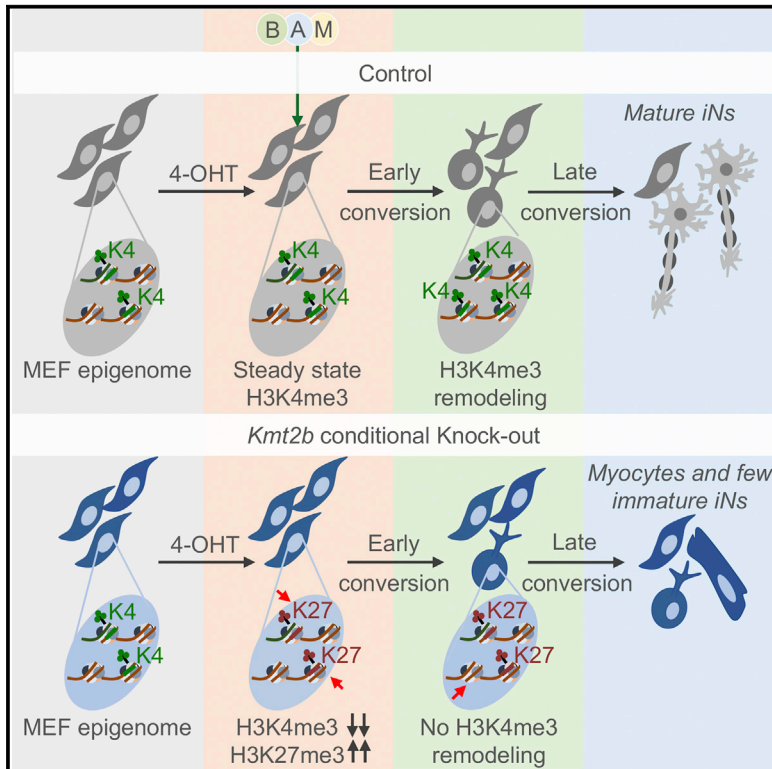 B A M
Control
Mature iNs
4-OHT
Early
conversion
Late
conversion
K4
K4
K4
K4
K4
K4
K4
MEF epigenome
Steady state
H3K4me3
H3K4me3
remodeling
Kmt2b conditional Knock-out
Myocytes and few
immature iNs
4-OHT
Early
conversion
Late
conversion
K4
K4
K27
K27
K27
K27
MEF epigenome
H3K4me3 ↓↓
H3K27me3 ↑↑
No H3K4me3
remodeling